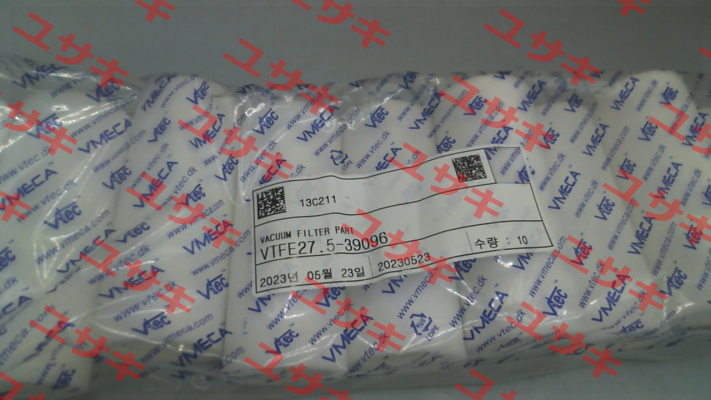 13C211
VACUUM FILTER PART
VTFE27.5-39096
수량 : 10
2023년 05월 23일 20230523
VMECA
Vtec
www.vmeca.com
www.vtec.dk
ユサキ